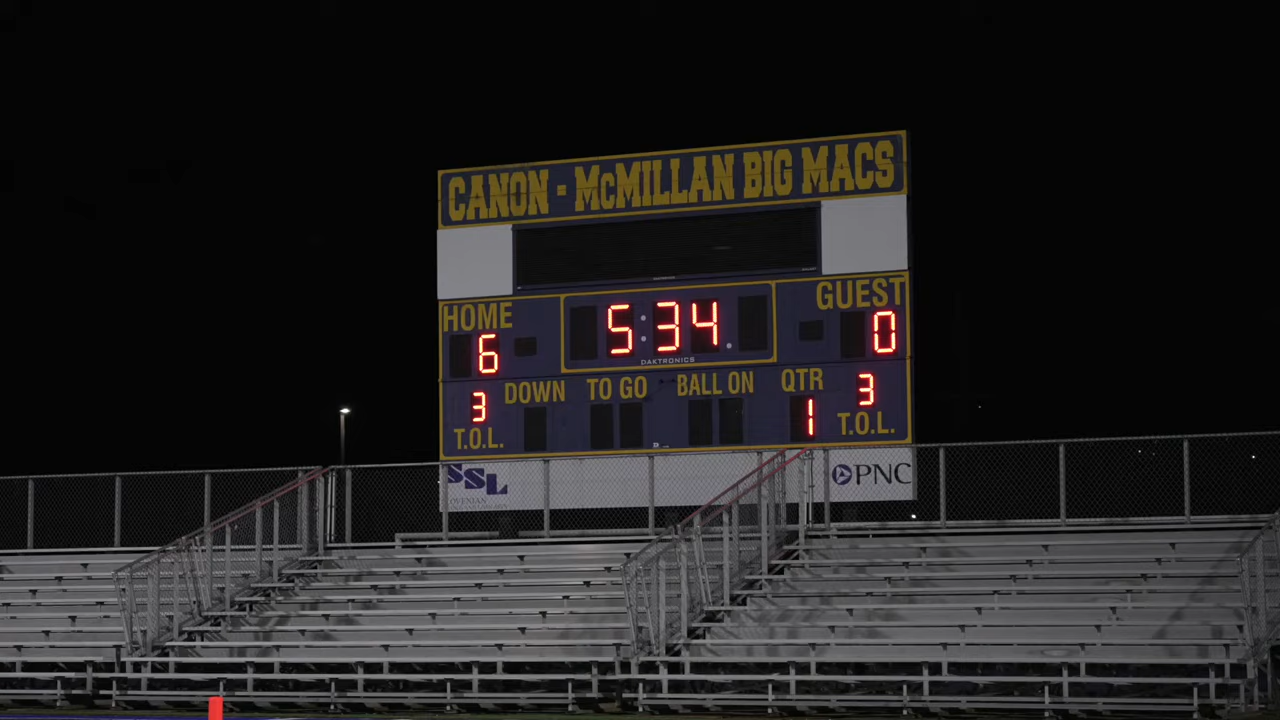 CANON - McMILLAN BIG MACS
HOME 5:34 GUEST
6 0
DAKTRONICS
DOWN TO GO BALL ON QTR
3 1 3
T.O.L. T.O.L.
SSL PNC